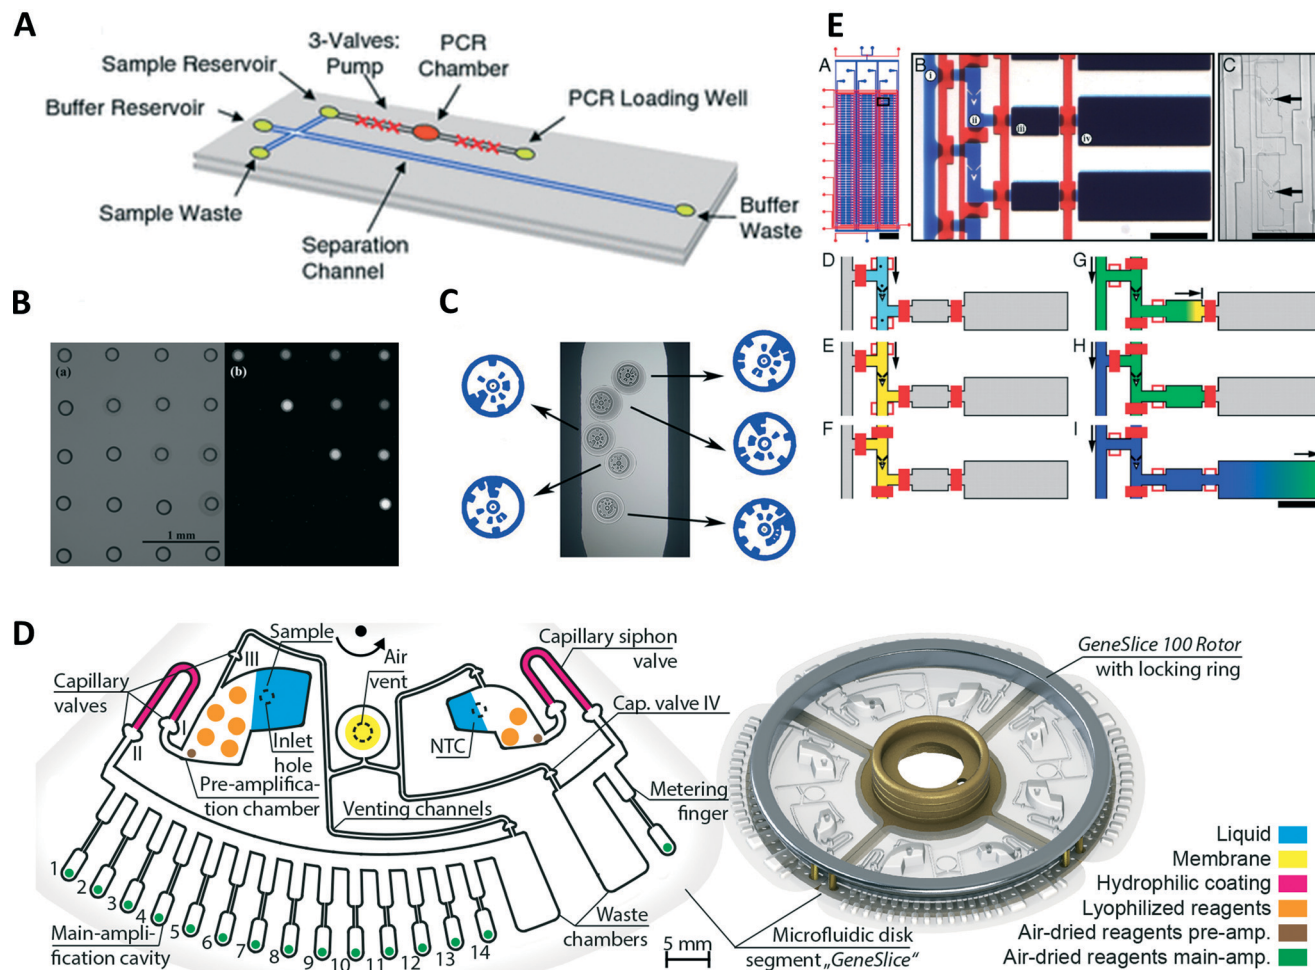 A
3-Valves:
Pump
PCR
Chamber
Sample Reservoir
PCR Loading Well
Buffer Reservoir
Sample Waste
Separation
Channel
Buffer
Waste
B
(a)
(b)
1 mm
C
E
A
B
C
i
ii
iii
iv
D
G
E
H
F
I
D
Sample
Air
vent
Capillary siphon
valve
Capillary
valves
III
I
II
Inlet
hole
NTC
Cap. valve IV
Pre-amplifica-
tion chamber
Venting channels
Metering
finger
1
2
3
4
5
6
7
8
9
10
11
12
13
14
Main-ampli-
fication cavity
Waste
chambers
5 mm
GeneSlice 100 Rotor
with locking ring
Microfluidic disk
segment „GeneSlice“
Liquid
Membrane
Hydrophilic coating
Lyophilized reagents
Air-dried reagents pre-amp.
Air-dried reagents main-amp.